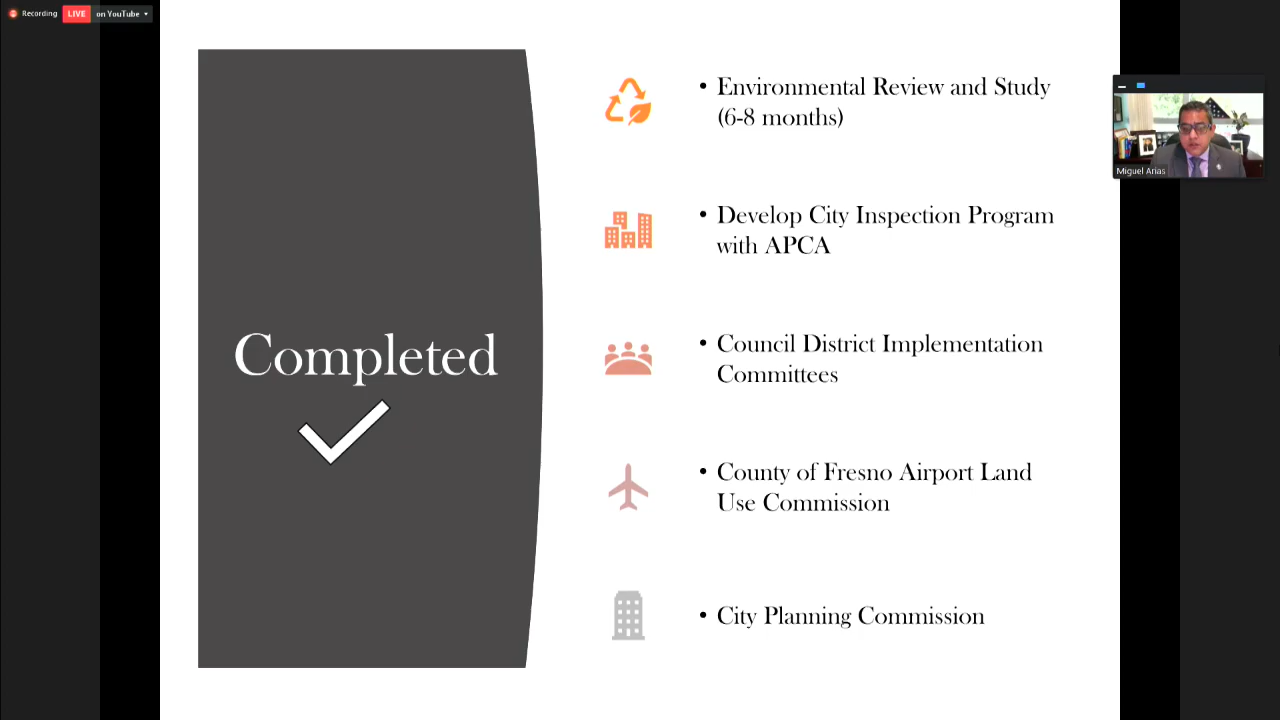 Recording LIVE on YouTube
Completed
• Environmental Review and Study
(6-8 months)
• Develop City Inspection Program
with APCA
• Council District Implementation
Committees
• County of Fresno Airport Land
Use Commission
• City Planning Commission
Miguel Arias